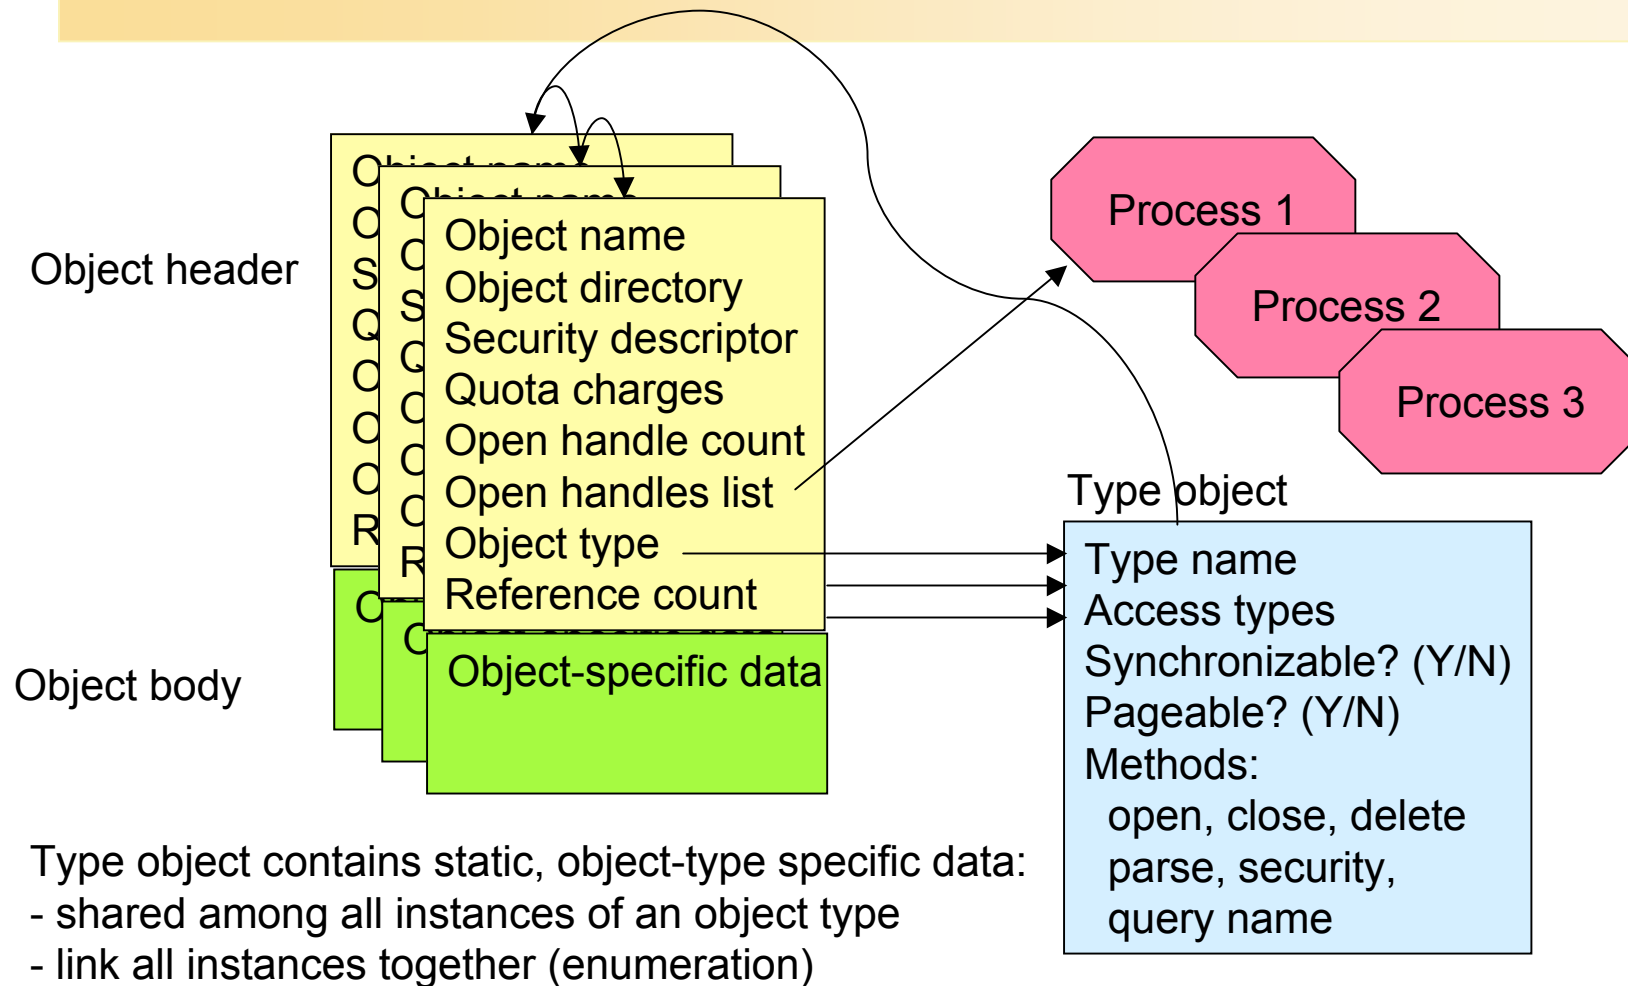 Object header
Object name
Object directory
Security descriptor
Quota charges
Open handle count
Open handles list
Object type
Reference count
Object body
Object-specific data
Process 1
Process 2
Process 3
Type object
Type name
Access types
Synchronizable? (Y/N)
Pageable? (Y/N)
Methods:
open, close, delete
parse, security,
query name
Type object contains static, object-type specific data:
- shared among all instances of an object type
- link all instances together (enumeration)